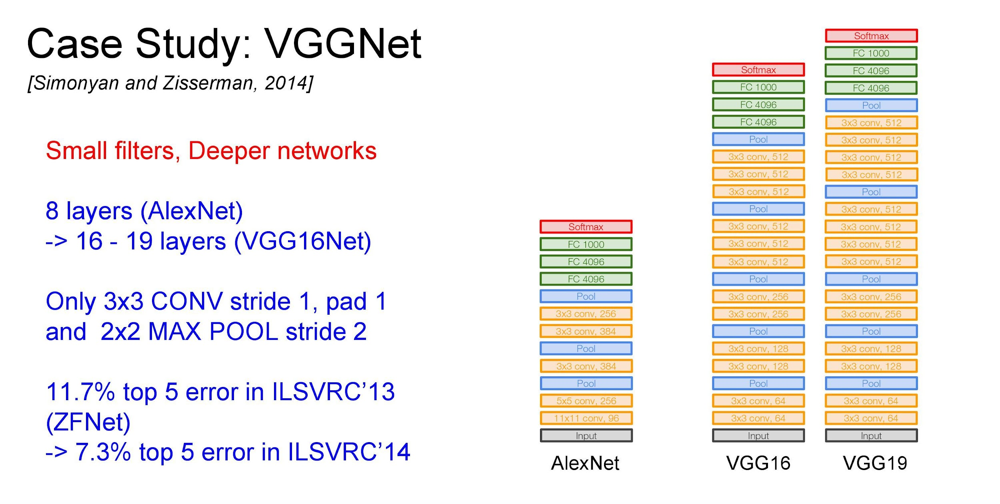 Case Study: VGGNet
[Simonyan and Zisserman, 2014]
Small filters, Deeper networks
8 layers (AlexNet)
-> 16 - 19 layers (VGG16Net)
Only 3x3 CONV stride 1, pad 1
and 2x2 MAX POOL stride 2
11.7% top 5 error in ILSVRC’13
(ZFNet)
-> 7.3% top 5 error in ILSVRC’14
Softmax
FC 1000
FC 4096
FC 4096
Pool
3x3 conv, 256
3x3 conv, 384
Pool
3x3 conv, 384
Pool
5x5 conv, 256
11x11 conv, 96
Input
AlexNet
Softmax
FC 1000
FC 4096
FC 4096
Pool
3x3 conv, 512
3x3 conv, 512
3x3 conv, 512
Pool
3x3 conv, 512
3x3 conv, 512
3x3 conv, 512
Pool
3x3 conv, 256
3x3 conv, 256
Pool
3x3 conv, 128
3x3 conv, 128
Pool
3x3 conv, 64
3x3 conv, 64
Input
VGG16
Softmax
FC 1000
FC 4096
FC 4096
Pool
3x3 conv, 512
3x3 conv, 512
3x3 conv, 512
3x3 conv, 512
Pool
3x3 conv, 512
3x3 conv, 512
3x3 conv, 512
3x3 conv, 512
Pool
3x3 conv, 256
3x3 conv, 256
Pool
3x3 conv, 128
3x3 conv, 128
Pool
3x3 conv, 64
3x3 conv, 64
Input
VGG19